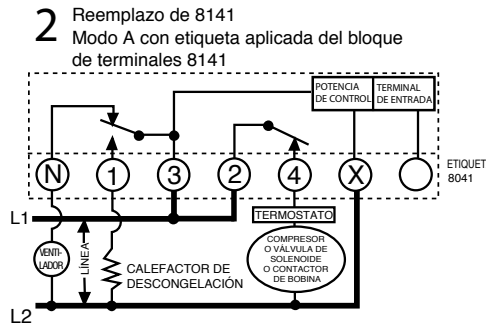 2 Reemplazo de 8141
Modo A con etiqueta aplicada del bloque
de terminales 8141
POTENCIA
DE CONTROL
TERMINAL
DE ENTRADA
N 1 3 2 4 X
ETIQUET
8041
L1
TERMOSTATO
LÍNEA
VENTI-
LADOR
CALEFACTOR DE
DESCONGELACIÓN
COMPRESOR
O VÁLVULA DE
SOLENOIDE
O CONTACTOR
DE BOBINA
L2